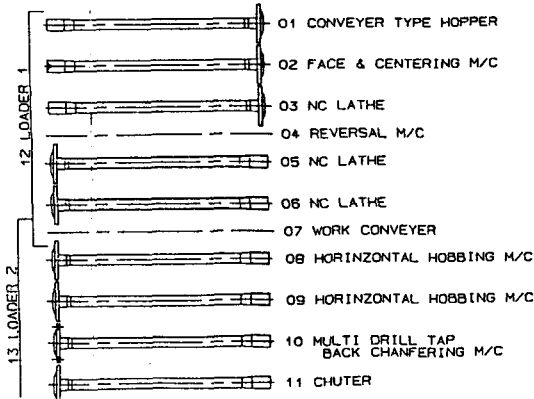 01 CONVEYER TYPE HOPPER
02 FACE & CENTERING M/C
03 NC LATHE
04 REVERSAL M/C
05 NC LATHE
06 NC LATHE
07 WORK CONVEYER
08 HORINZONTAL HOBBING M/C
09 HORINZONTAL HOBBING M/C
10 MULTI DRILL TAP
BACK CHANFERING M/C
11 CHUTER
12 LOADER 1
13 LOADER 2